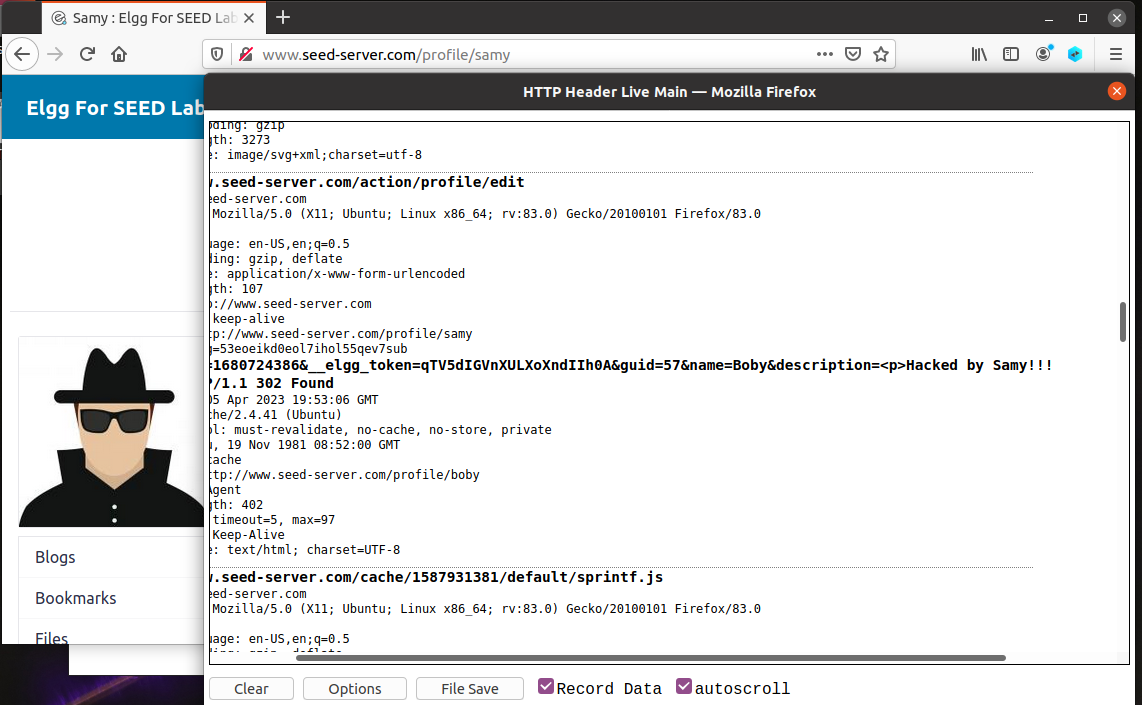 Samy : Elgg For SEED Lab
www.seed-server.com/profile/samy
Elgg For SEED Lab
HTTP Header Live Main — Mozilla Firefox
oding: gzip
gth: 3273
e: image/svg+xml;charset=utf-8
w.seed-server.com/action/profile/edit
eed-server.com
Mozilla/5.0 (X11; Ubuntu; Linux x86_64; rv:83.0) Gecko/20100101 Firefox/83.0
uage: en-US,en;q=0.5
ding: gzip, deflate
e: application/x-www-form-urlencoded
gth: 107
p://www.seed-server.com
keep-alive
tp://www.seed-server.com/profile/samy
g=53eoeikd0eol7ihol55qev7sub
=1680724386&__elgg_token=qTV5dIGVnXULXoXndIIh0A&guid=57&name=Boby&description=<p>Hacked by Samy!!!
P/1.1 302 Found
05 Apr 2023 19:53:06 GMT
che/2.4.41 (Ubuntu)
ol: must-revalidate, no-cache, no-store, private
u, 19 Nov 1981 08:52:00 GMT
cache
ttp://www.seed-server.com/profile/boby
Agent
gth: 402
timeout=5, max=97
Keep-Alive
e: text/html; charset=UTF-8
w.seed-server.com/cache/1587931381/default/sprintf.js
eed-server.com
Mozilla/5.0 (X11; Ubuntu; Linux x86_64; rv:83.0) Gecko/20100101 Firefox/83.0
uage: en-US,en;q=0.5
ding: gzip, deflate
Blogs
Bookmarks
Files
Clear
Options
File Save
Record Data
autoscroll